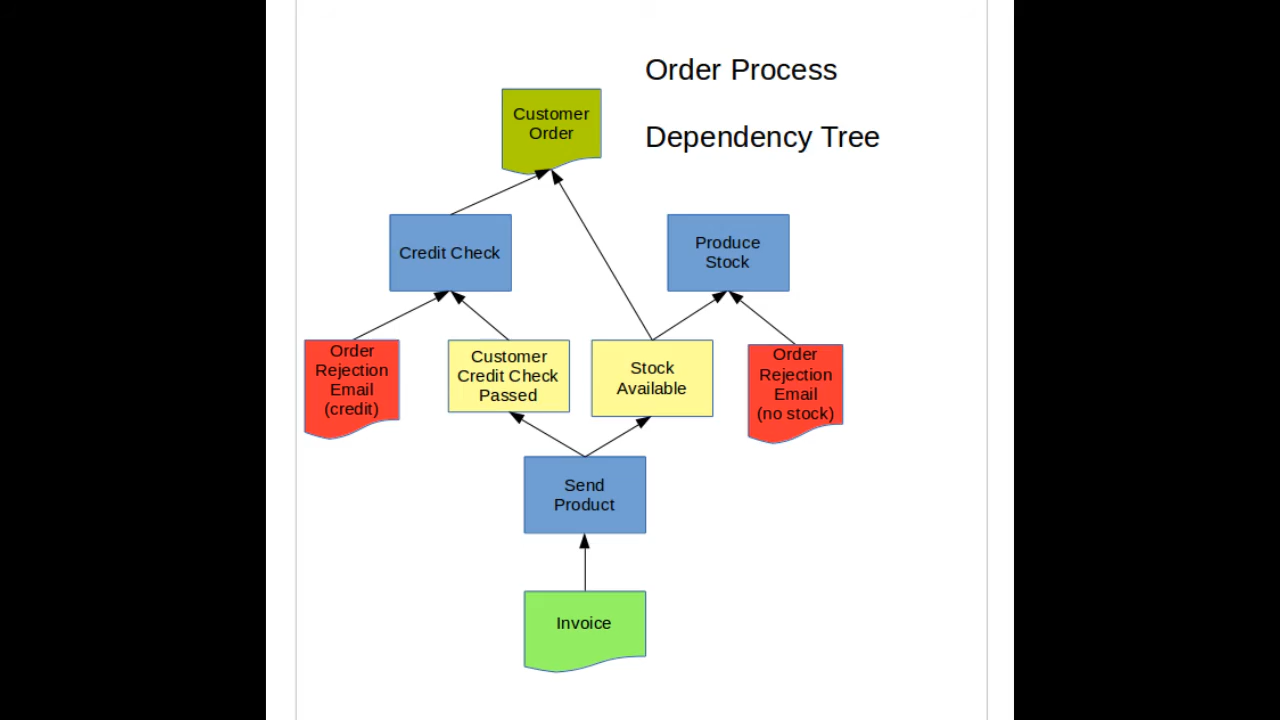 Order Process
Dependency Tree
Customer
Order
Credit Check
Produce
Stock
Order
Rejection
Email
(credit)
Customer
Credit Check
Passed
Stock
Available
Order
Rejection
Email
(no stock)
Send
Product
Invoice